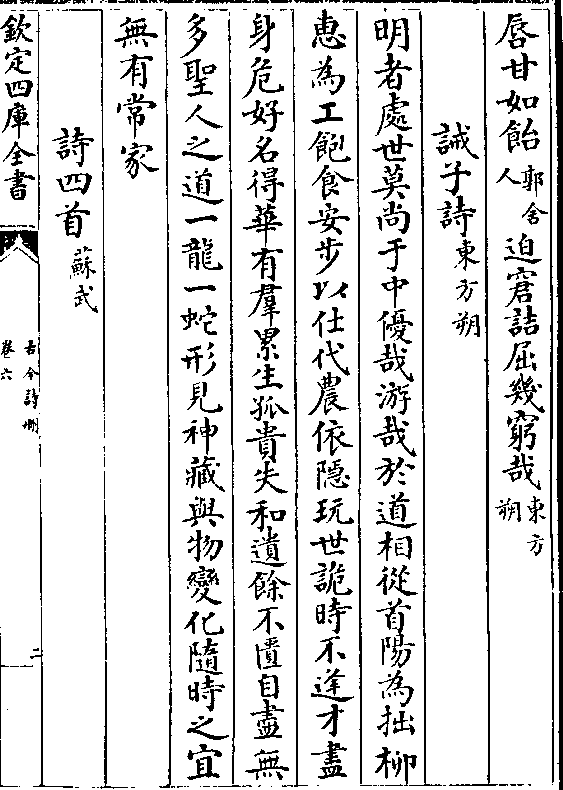 唇甘如飴郭舍人迫窘詰屈幾窮哉東方朔
誡子詩東方朔
明者處世莫尚于中優哉游哉於道相從首陽為拙柳
惠為工飽食安步以仕代農依隱玩世詭時不逢才盡
身危好名得華有羣累生孤貴失和遺餘不匱自盡無
多聖人之道一龍一蛇形見神藏與物變化隨時之宜
無有常家
詩四首蘇武
欽定四庫全書
古今詩刪
卷六
二